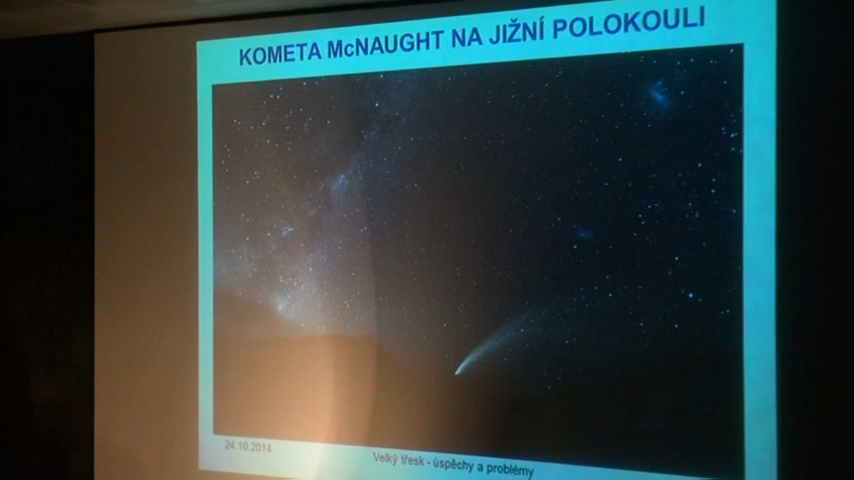 KOMETA McNAUGHT NA JIŽNÍ POLOKOULI
24.10.2014
Velký třesk - úspěchy a problémy